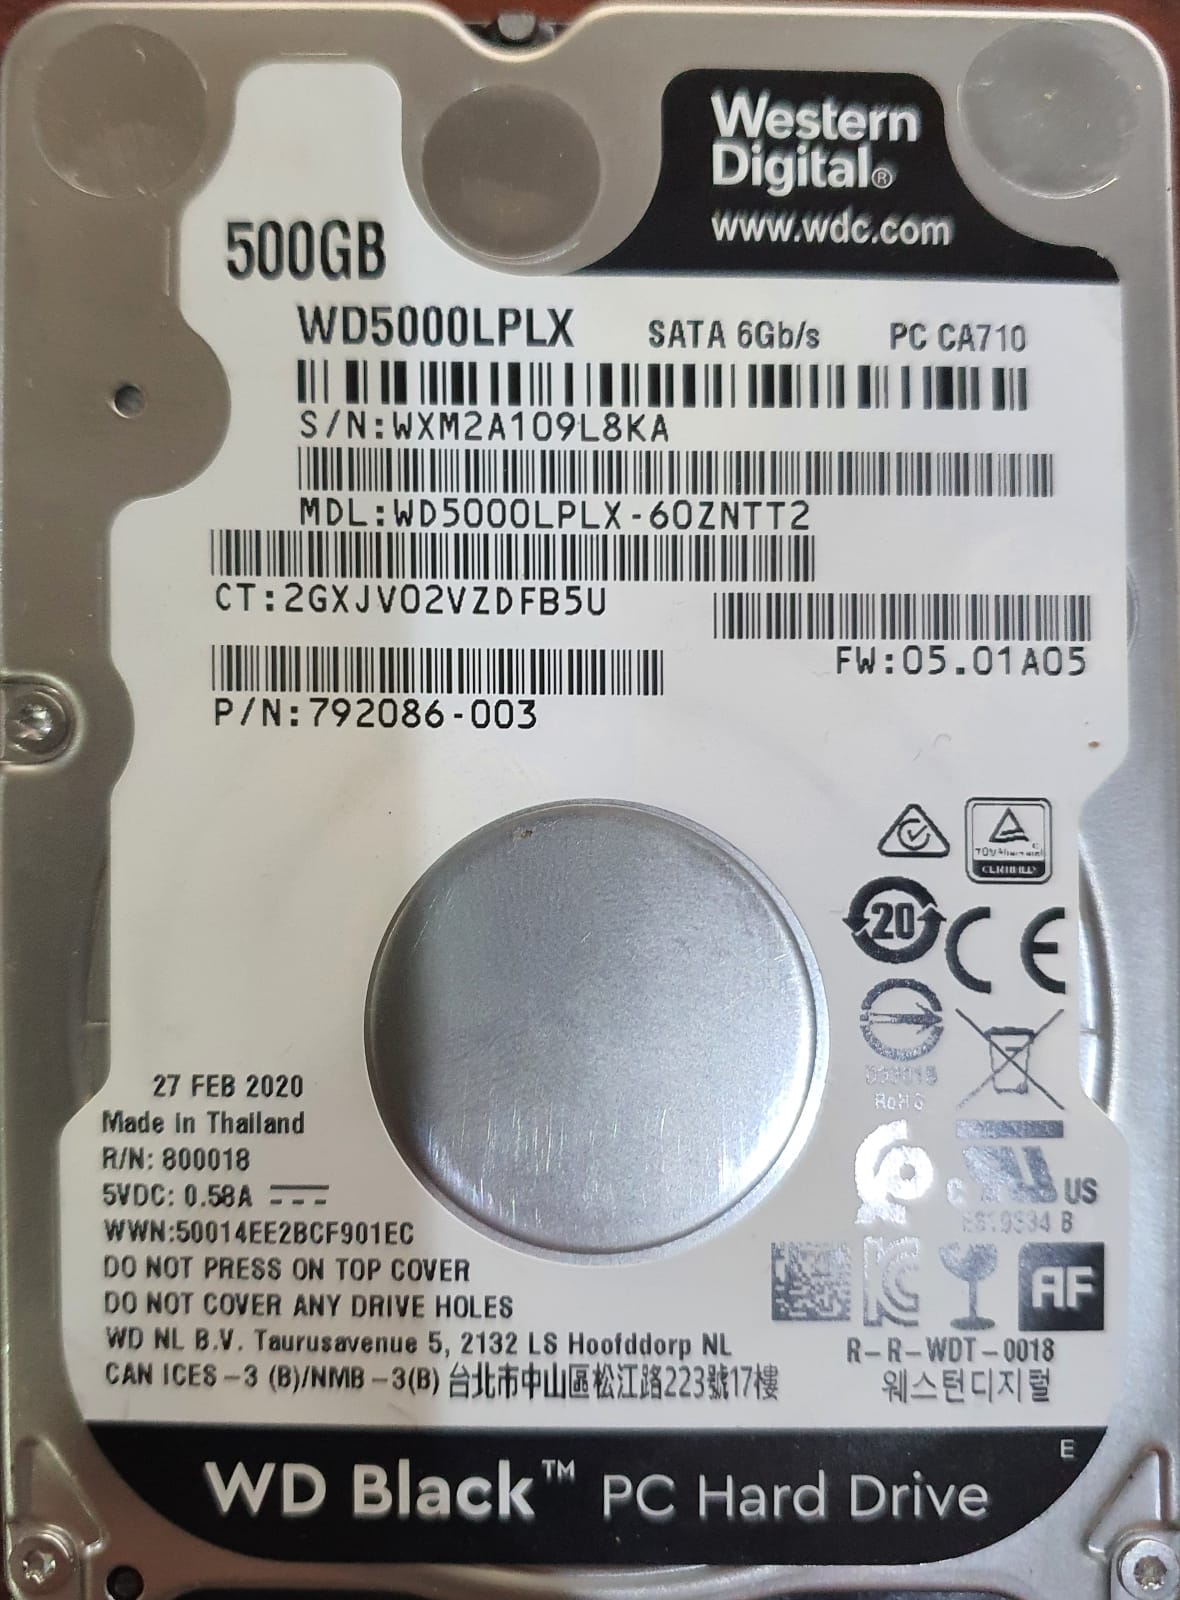 Western
Digital®
www.wdc.com
500GB
WD5000LPLX SATA 6Gb/s PC CA710
S/N:WXM2A109L8KA
MDL:WD5000LPLX-60ZNTT2
CT:2GXJV02VZDFB5U
FW:05.01A05
P/N:792086-003
CERTIFIED
20
CE
27 FEB 2020
Made in Thailand
R/N: 800018
RoHS
5VDC: 0.58A
C US
WWN:50014EE2BCF901EC
DO NOT PRESS ON TOP COVER
DO NOT COVER ANY DRIVE HOLES
AF
WD NL B.V. Taurusavenue 5, 2132 LS Hoofddorp NL
R-R-WDT-0018
CAN ICES-3 (B)/NMB-3(B) 台北市中山區松江路223號17樓
웨스턴디지털
E
WD Black™ PC Hard Drive